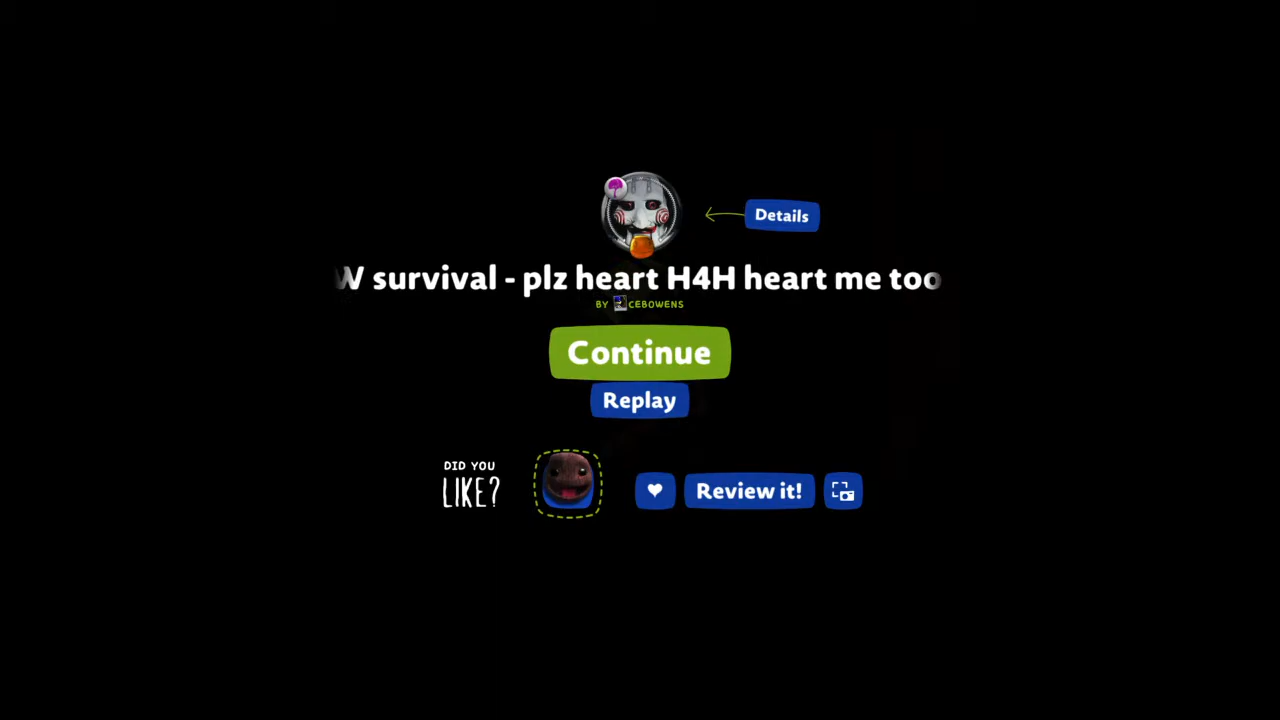 Details
W survival - plz heart H4H heart me too
BY CEBOWENS
Continue
Replay
DID YOU
LIKE?
Review it!